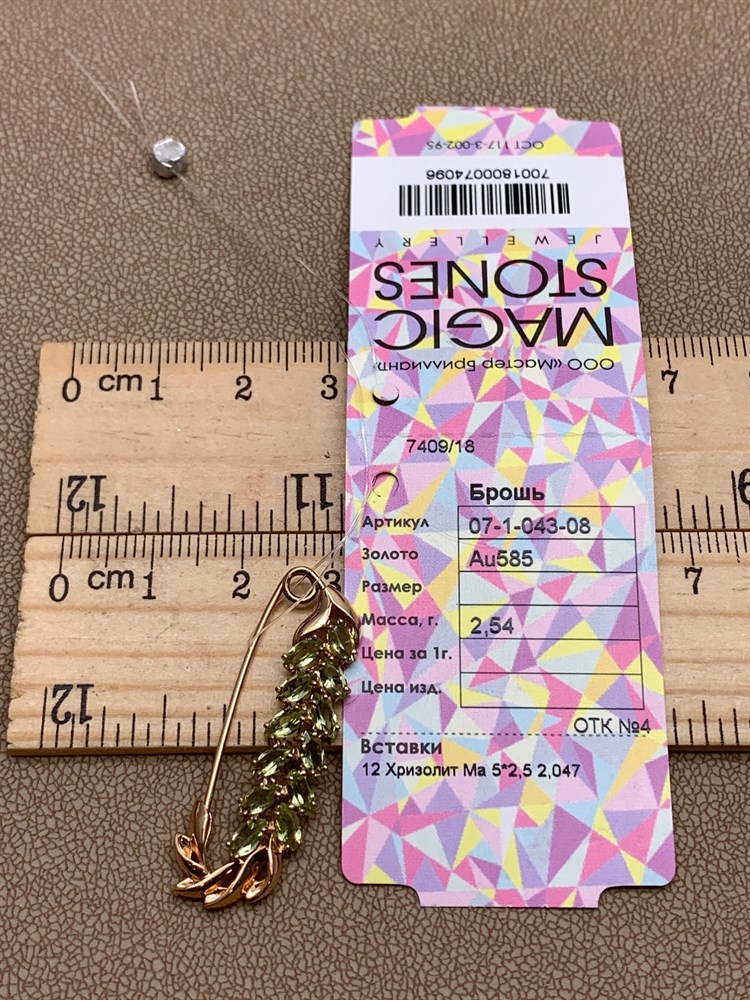 ОСТ 117-3-002-95
7001800074096
JEWELLERY
MAGIC
STONES
ООО «Мастер Бриллиант»
7409/18
Брошь
Артикул 07-1-043-08
Золото Au585
Размер
Масса, г. 2,54
Цена за 1г.
Цена изд.
ОТК №4
Вставки
12 Хризолит Ма 5*2,5 2,047
0 cm 1 2 3 7
12 11
0 cm 1 2 3 7
12